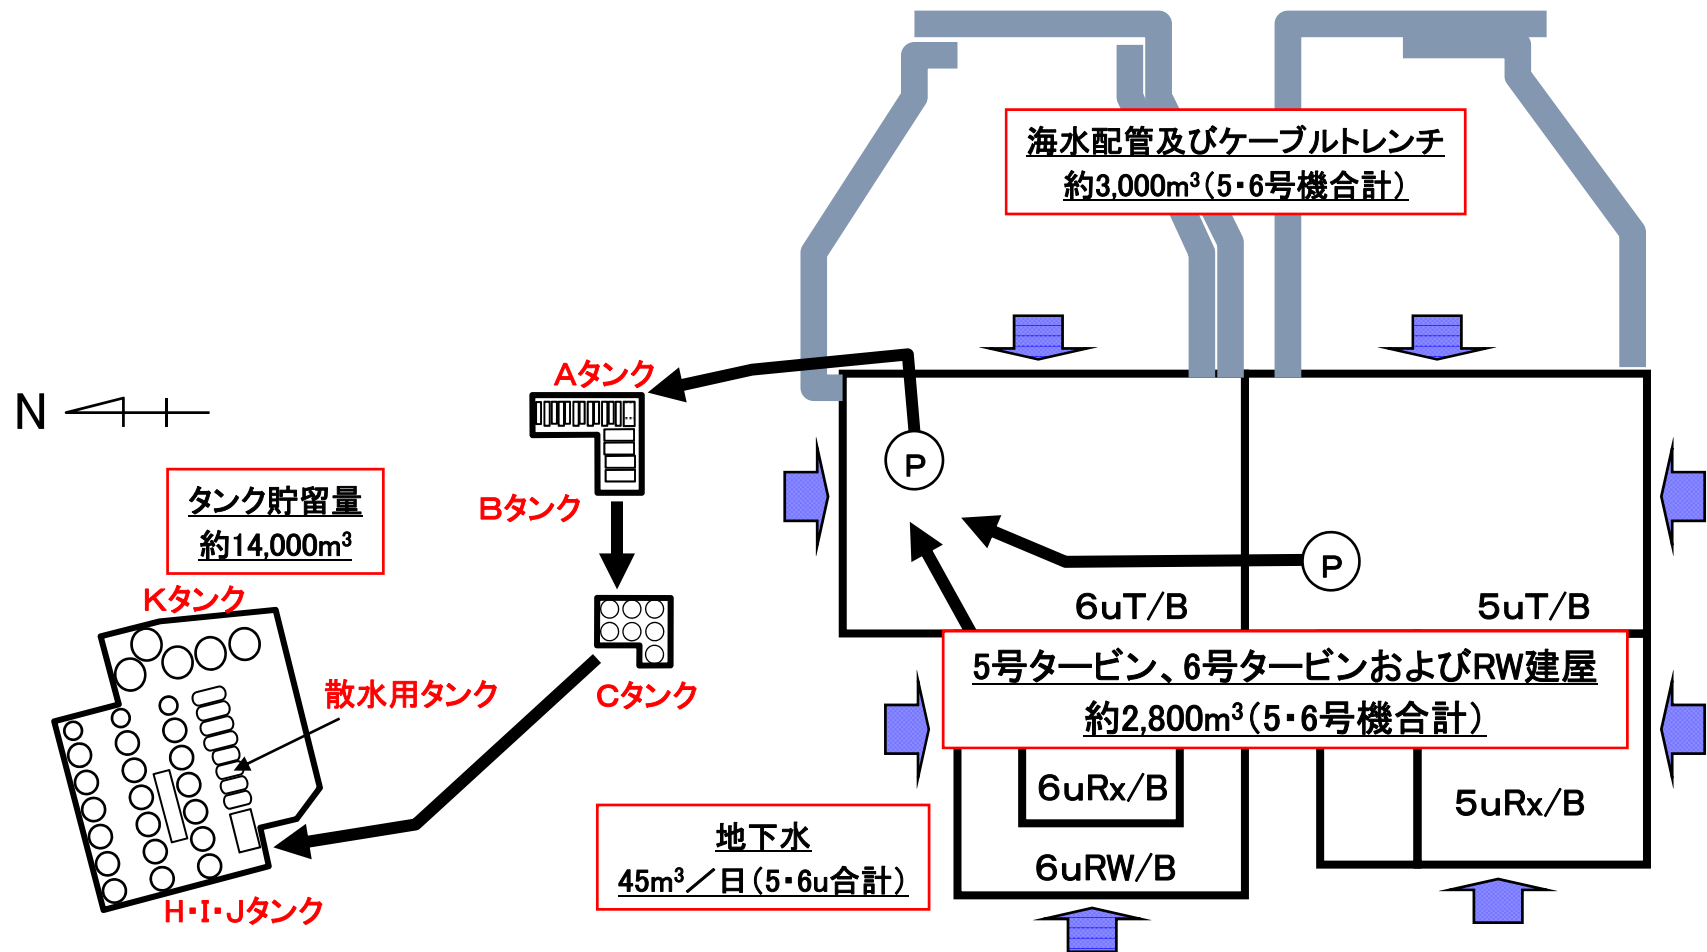 海水配管及びケーブルトレンチ
約3,000m³（5・6号機合計）
Aタンク
N
タンク貯留量
約14,000m³
Bタンク
P
P
Kタンク
6uT/B
5uT/B
散水用タンク
Cタンク
5号タービン、6号タービンおよびRW建屋
約2,800m³（5・6号機合計）
6uRx/B
5uRx/B
地下水
45m³／日（5・6u合計）
6uRW/B
H・I・Jタンク